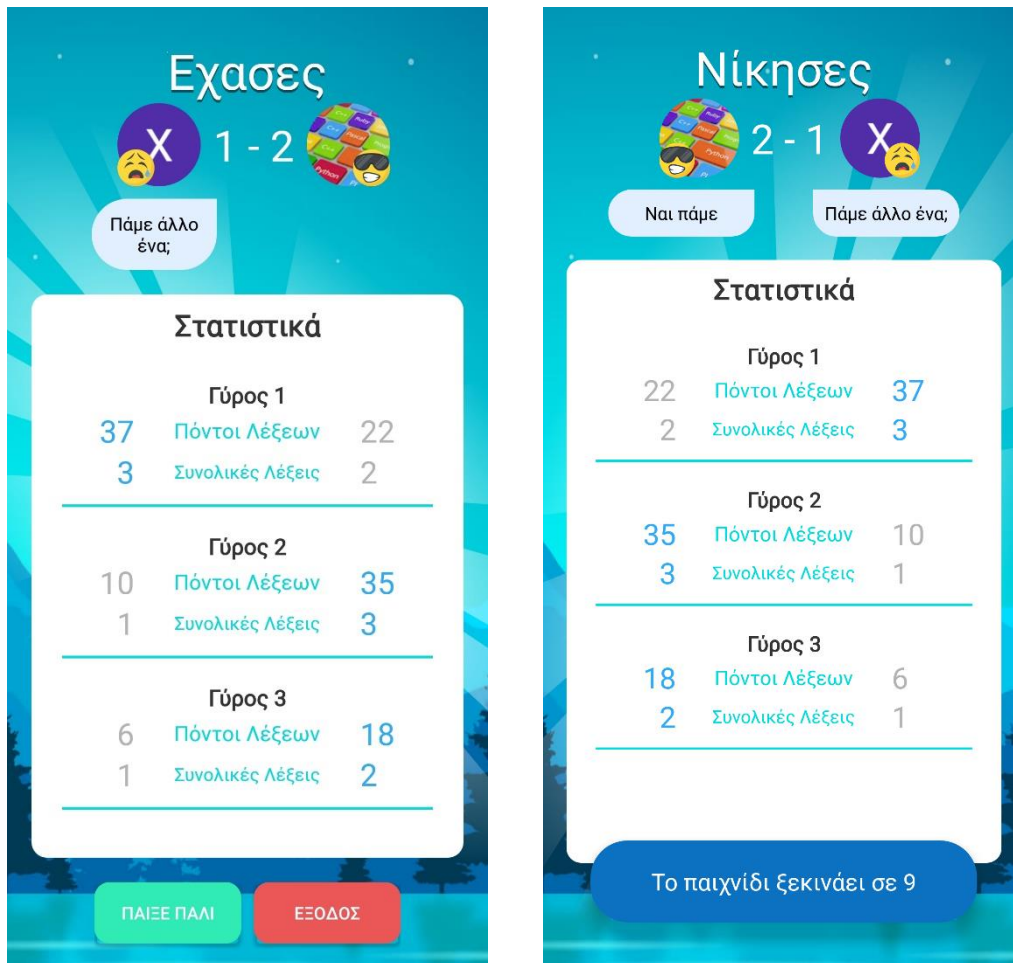 Εχασες
X 1 - 2
Πάμε άλλο
ένα;
Στατιστικά
Γύρος 1
37 Πόντοι Λέξεων 22
3 Συνολικές Λέξεις 2
Γύρος 2
10 Πόντοι Λέξεων 35
1 Συνολικές Λέξεις 3
Γύρος 3
6 Πόντοι Λέξεων 18
1 Συνολικές Λέξεις 2
ΠΑΙΞΕ ΠΑΛΙ ΕΞΟΔΟΣ
Νίκησες
2 - 1 X
Ναι πάμε Πάμε άλλο ένα;
Στατιστικά
Γύρος 1
22 Πόντοι Λέξεων 37
2 Συνολικές Λέξεις 3
Γύρος 2
35 Πόντοι Λέξεων 10
3 Συνολικές Λέξεις 1
Γύρος 3
18 Πόντοι Λέξεων 6
2 Συνολικές Λέξεις 1
Το παιχνίδι ξεκινάει σε 9